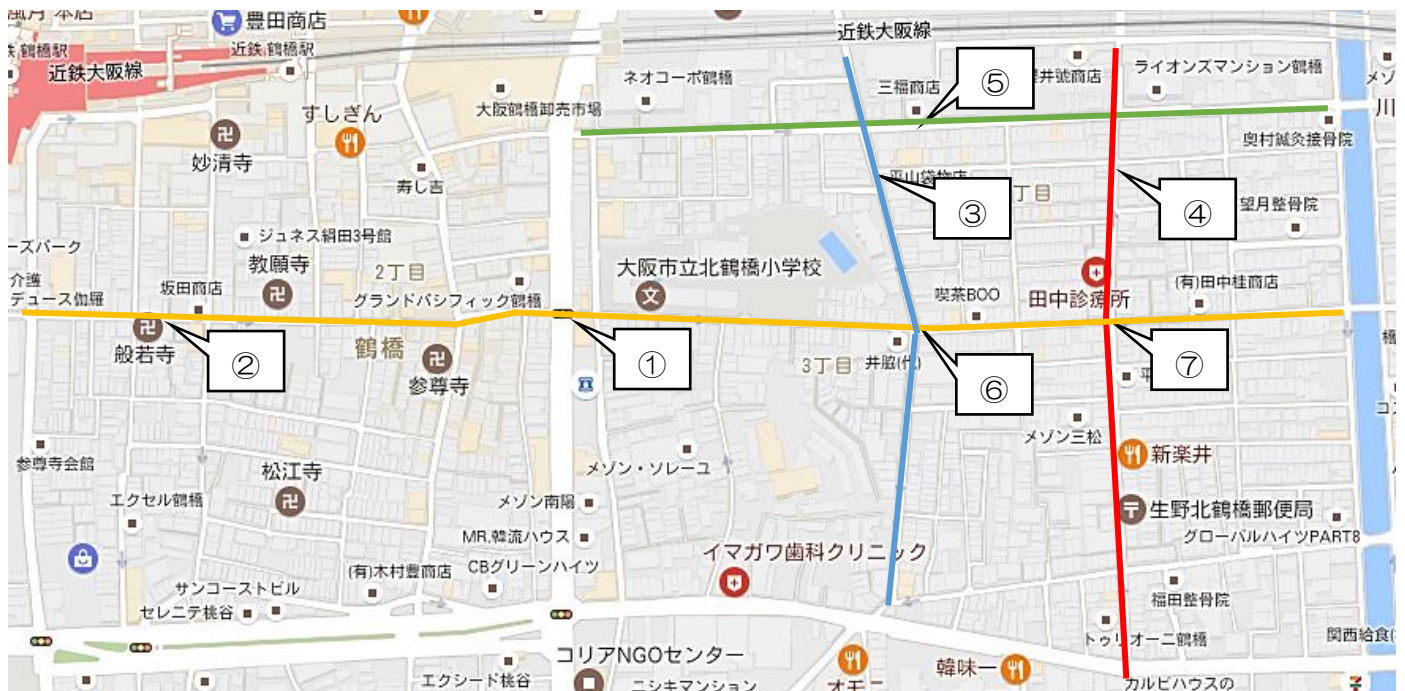 豊田商店
近鉄 鶴橋駅
近鉄大阪線
鶴橋駅
近鉄大阪線
ネオコーポ鶴橋
三福商店
⑤
ライオンズマンション鶴橋
すしぎん
大阪鶴橋卸売市場
妙清寺
寿し吉
奥村鍼灸接骨院
③
丁目
④
望月整骨院
ジュネス絹田3号館
教願寺
2丁目
大阪市立北鶴橋小学校
坂田商店
グランドパシフィック鶴橋
喫茶BOO
田中診療所
(有)田中桂商店
介護
デュース伽羅
般若寺
②
鶴橋
参尊寺
①
3丁目
井脇(代)
⑥
⑦
メゾン三松
参尊寺会館
松江寺
メゾン・ソレーユ
新楽井
エクセル鶴橋
メゾン南陽
生野北鶴橋郵便局
MR.韓流ハウス
グローバルハイツPART8
イマガワ歯科クリニック
(有)木村豊商店
CBグリーンハイツ
サンコーストビル
セレニテ桃谷
福田整骨院
トゥリオーニ鶴橋
関西給食(
コリアNGOセンター
韓味一
エクシード桃谷
ニシキマンション
オモニ
カルビハウスの